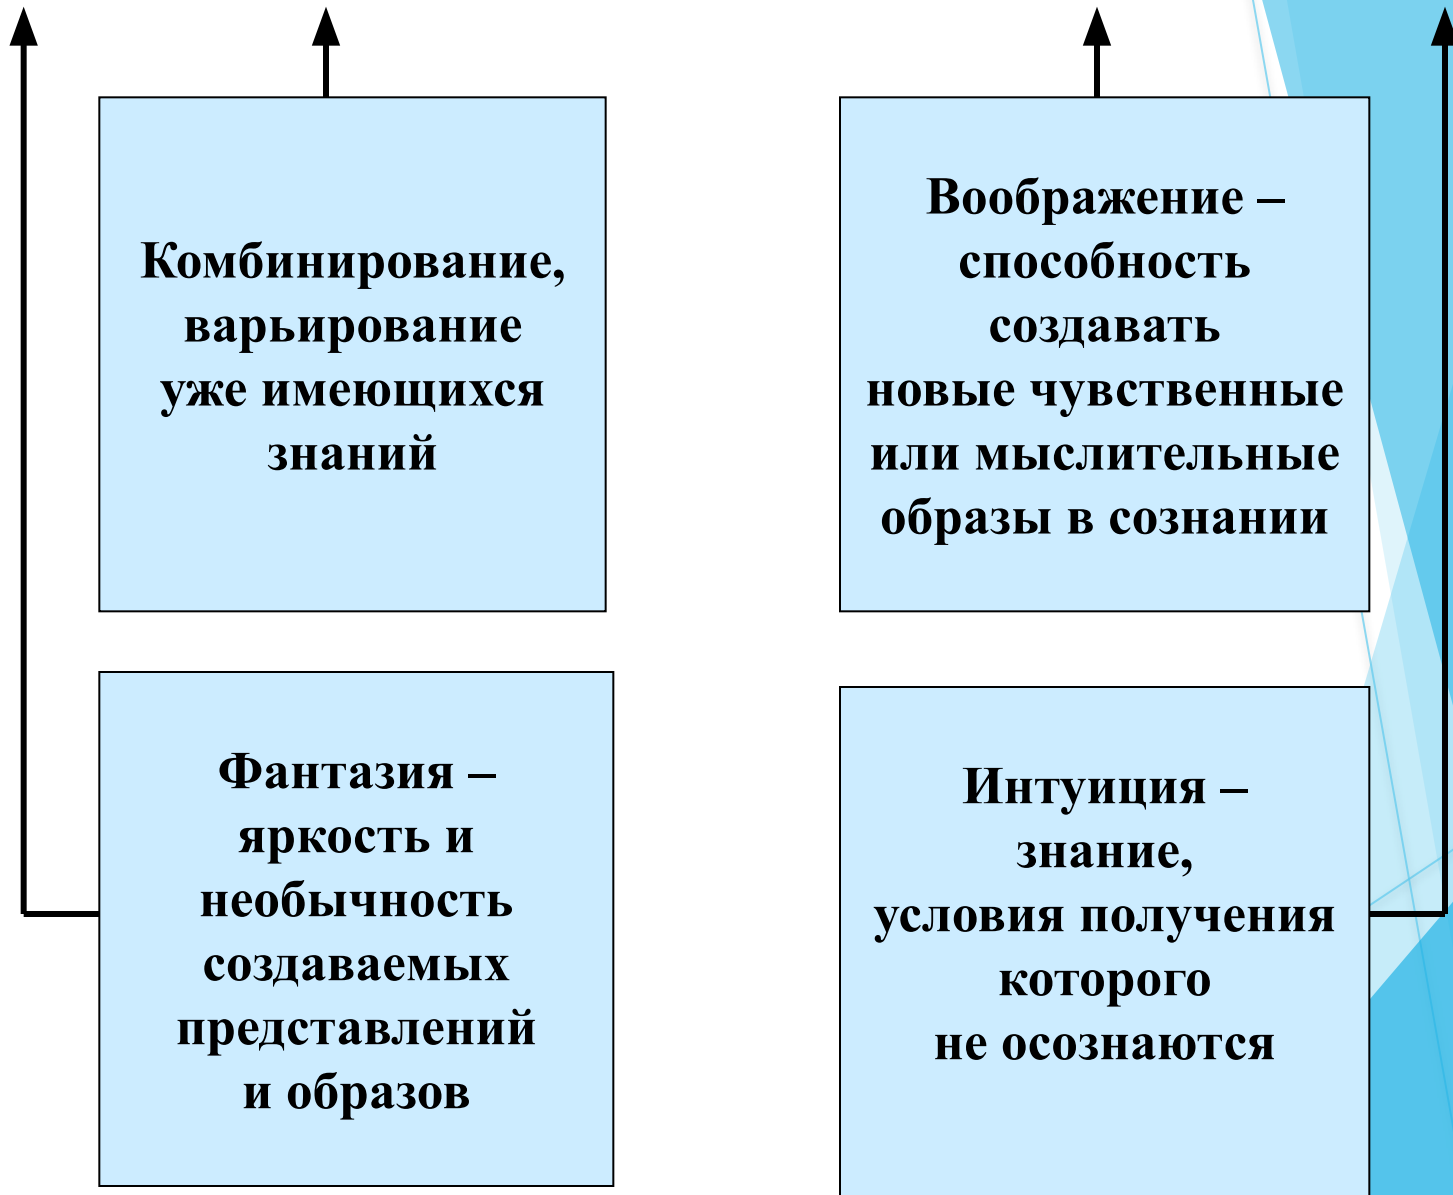 Комбинирование,
варьирование
уже имеющихся
знаний
Воображение –
способность
создавать
новые чувственные
или мыслительные
образы в сознании
Фантазия –
яркость и
необычность
создаваемых
представлений
и образов
Интуиция –
знание,
условия получения
которого
не осознаются